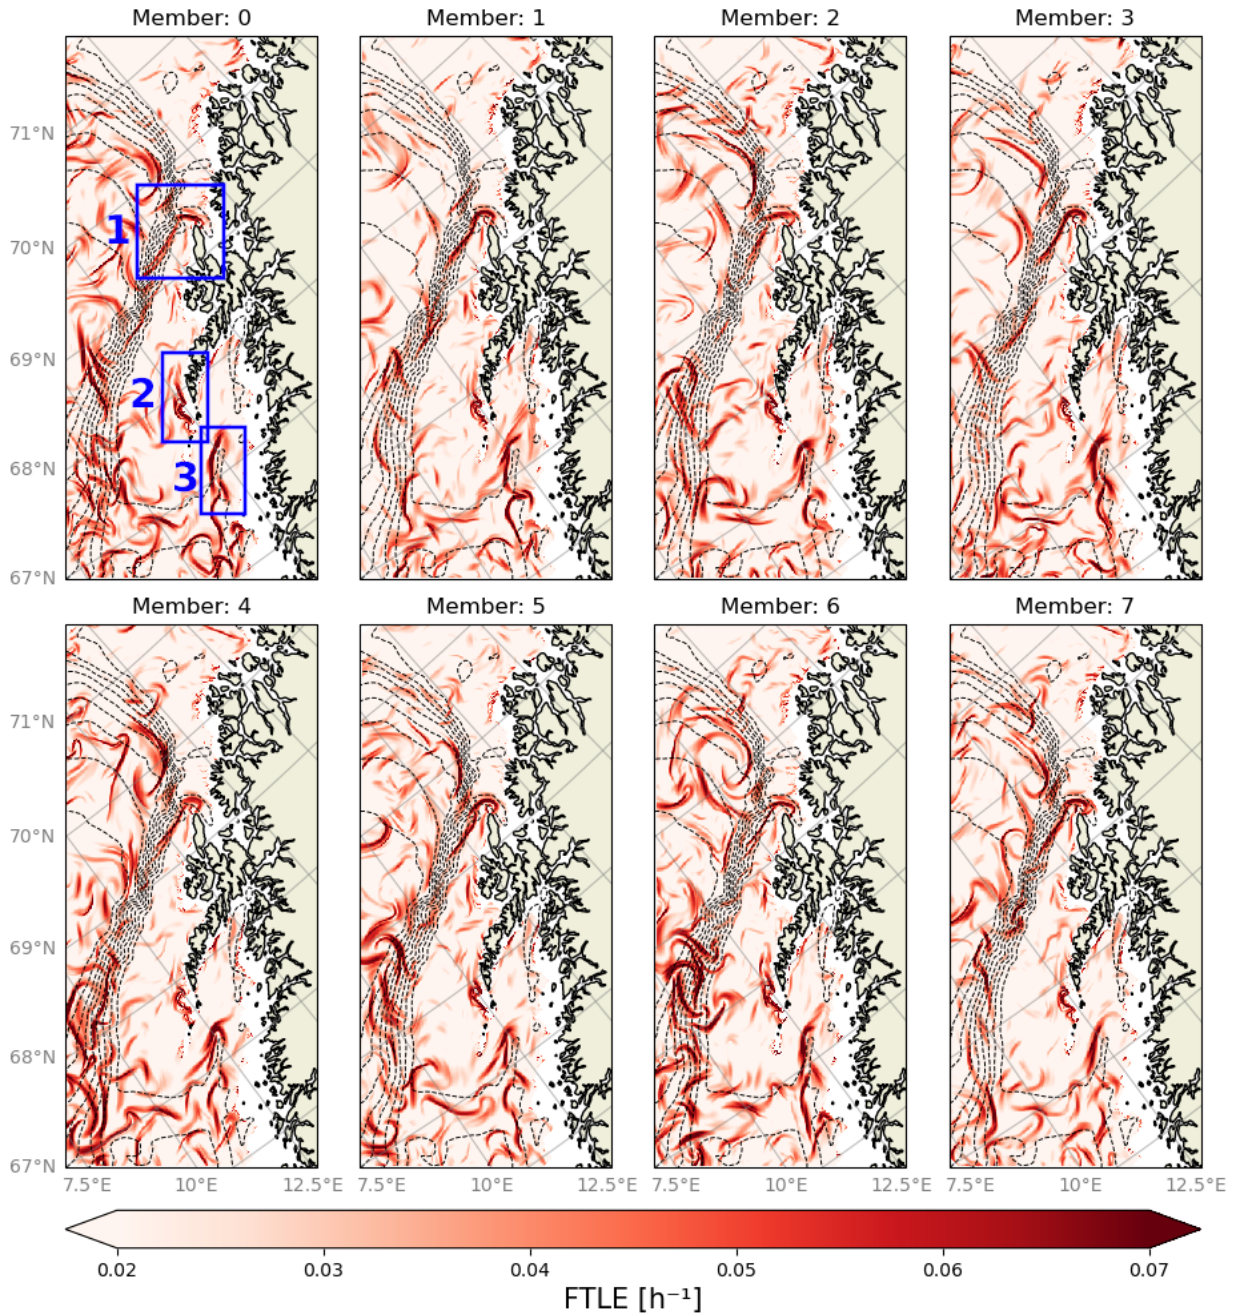 Member: 0 Member: 1 Member: 2 Member: 3
71°N
70°N
1
69°N
2
68°N
3
67°N
Member: 4 Member: 5 Member: 6 Member: 7
71°N
70°N
69°N
68°N
67°N
7.5°E 10°E 12.5°E 7.5°E 10°E 12.5°E 7.5°E 10°E 12.5°E 7.5°E 10°E 12.5°E
0.02 0.03 0.04 0.05 0.06 0.07
FTLE [h⁻¹]